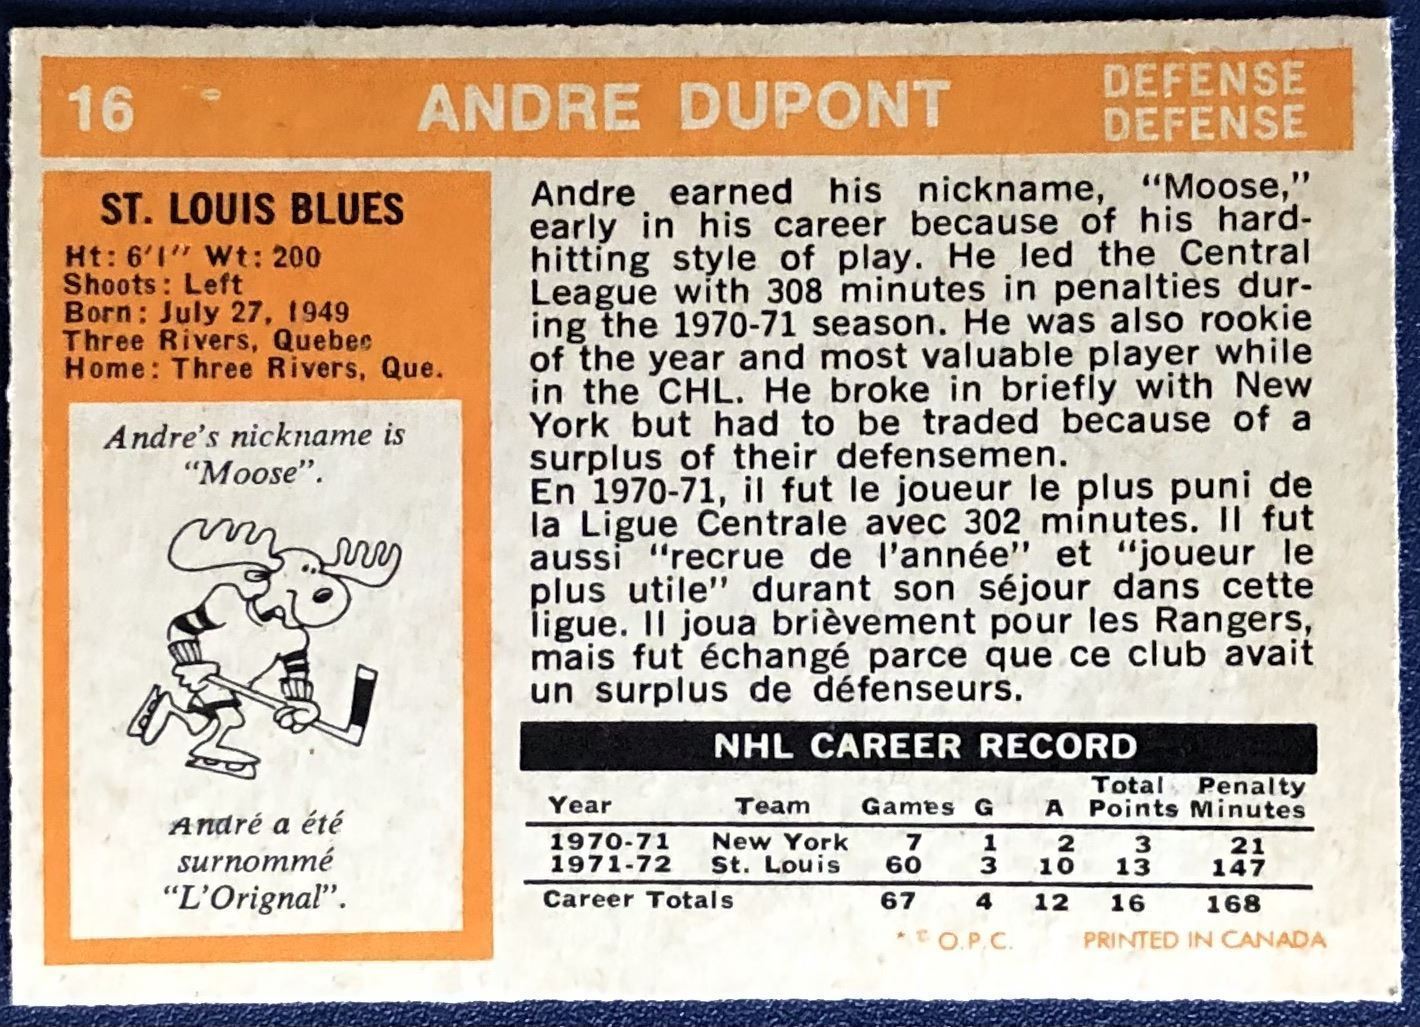 16
ANDRE DUPONT
DEFENSE
DEFENSE
ST. LOUIS BLUES
Ht: 6'1" Wt: 200
Shoots: Left
Born: July 27, 1949
Three Rivers, Quebec
Home: Three Rivers, Que.
Andre's nickname is
"Moose".
André a été
surnommé
"L'Orignal".
Andre earned his nickname, "Moose,"
early in his career because of his hard-
hitting style of play. He led the Central
League with 308 minutes in penalties dur-
ing the 1970-71 season. He was also rookie
of the year and most valuable player while
in the CHL. He broke in briefly with New
York but had to be traded because of a
surplus of their defensemen.
En 1970-71, il fut le joueur le plus puni de
la Ligue Centrale avec 302 minutes. Il fut
aussi "recrue de l'année" et "joueur le
plus utile" durant son séjour dans cette
ligue. Il joua brièvement pour les Rangers,
mais fut échangé parce que ce club avait
un surplus de défenseurs.
NHL CAREER RECORD
Year Team Games G A Total Points Penalty Minutes
1970-71 New York 7 1 2 3 21
1971-72 St. Louis 60 3 10 13 147
Career Totals 67 4 12 16 168
* © O.P.C. PRINTED IN CANADA